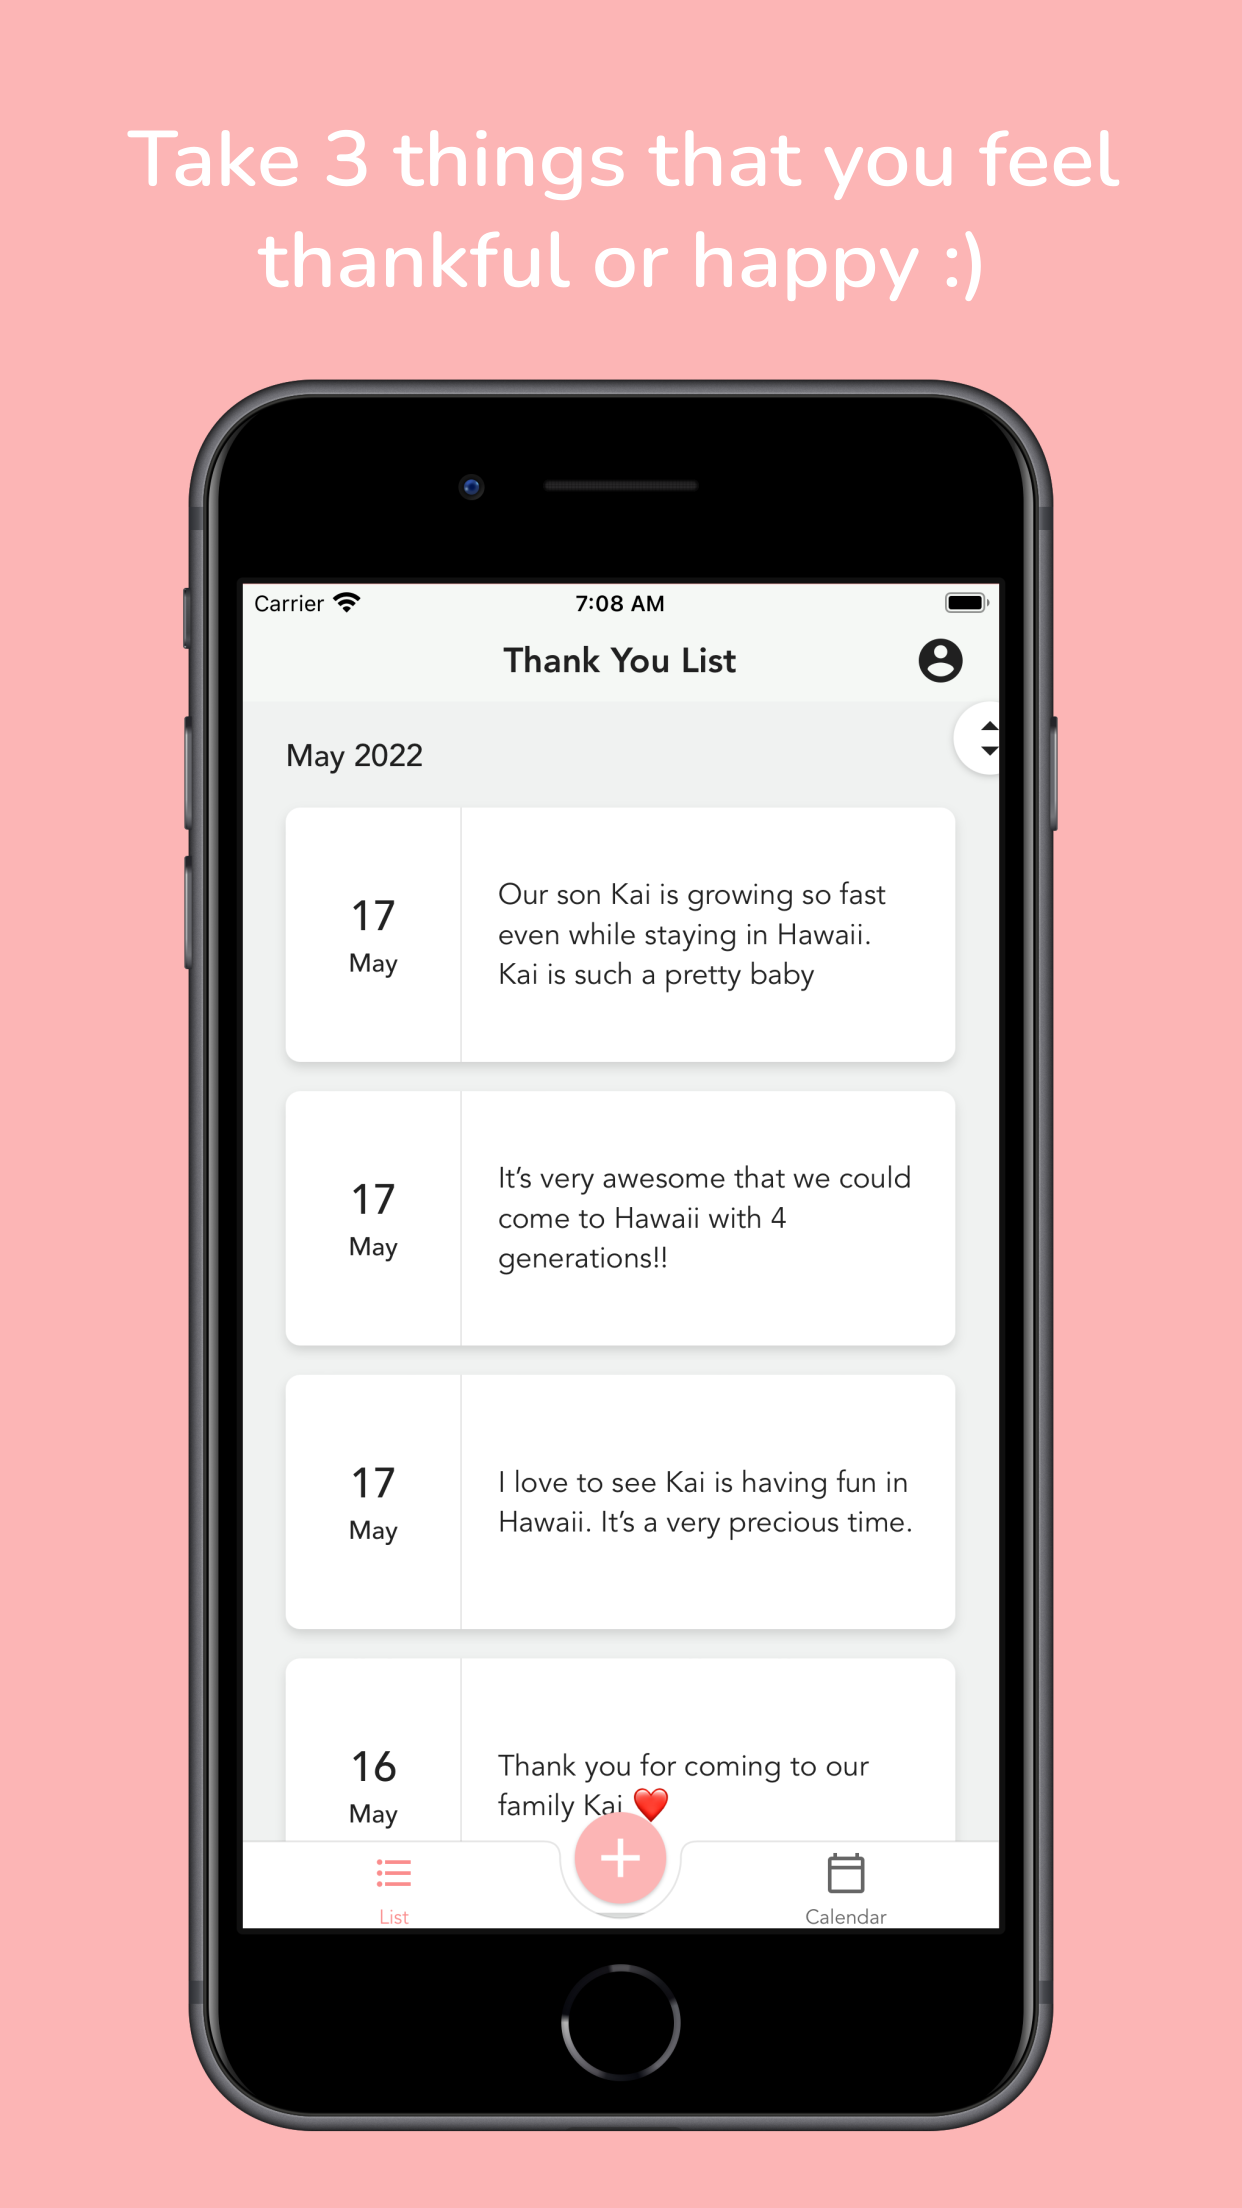 Take 3 things that you feel
thankful or happy :)
Carrier
7:08 AM
Thank You List
May 2022
17
May
Our son Kai is growing so fast
even while staying in Hawaii.
Kai is such a pretty baby
17
May
It's very awesome that we could
come to Hawaii with 4
generations!!
17
May
I love to see Kai is having fun in
Hawaii. It's a very precious time.
16
May
Thank you for coming to our
family Kai ❤️
List
Calendar